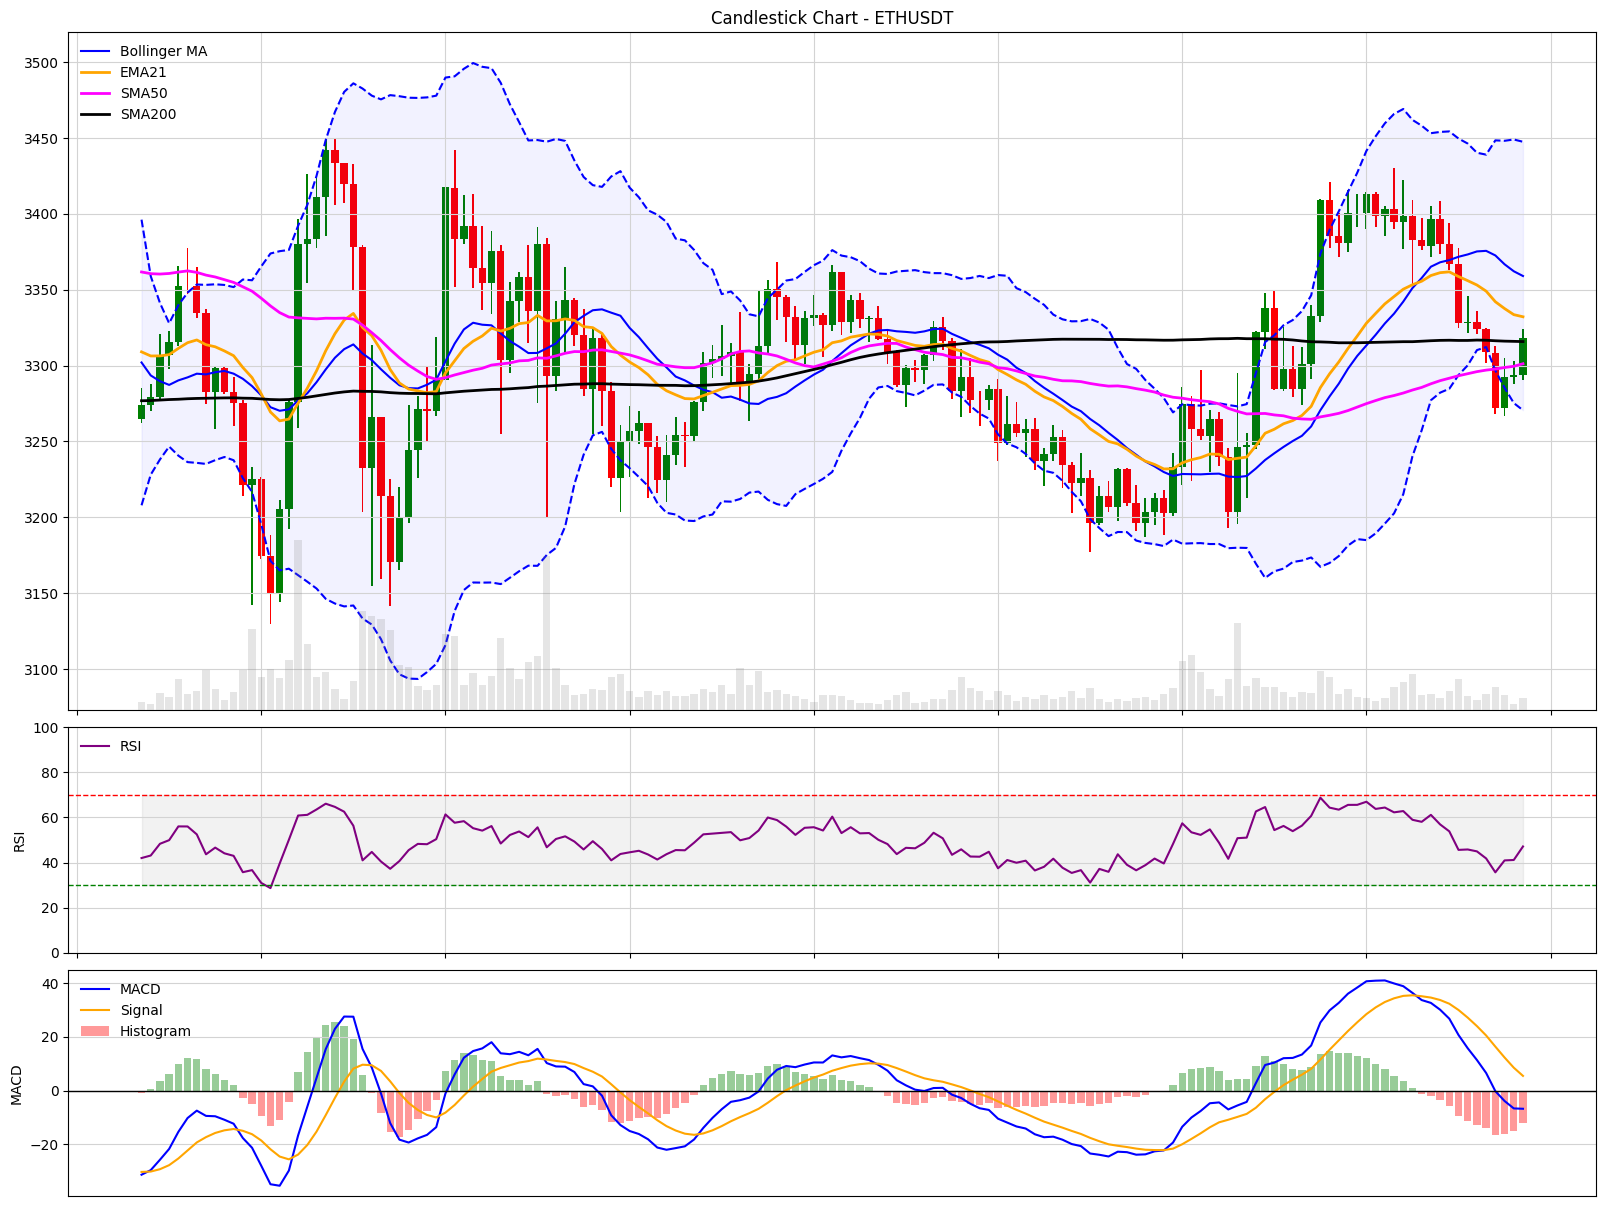 Candlestick Chart - ETHUSDT
Bollinger MA
EMA21
SMA50
SMA200
3500
3450
3400
3350
3300
3250
3200
3150
3100
RSI
RSI
100
80
60
40
20
0
MACD
Signal
Histogram
MACD
40
20
0
−20